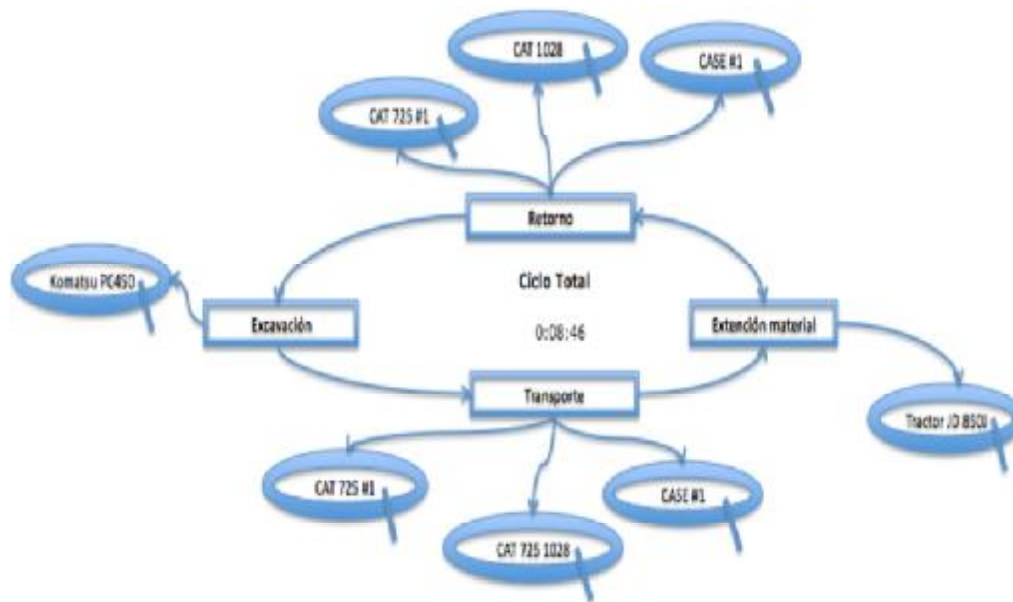 CAT 1028
CASE #1
CAT 725 #1
Retorno
Komatsu PC450
Ciclo Total
Excavación
0:08:46
Extención material
Transporte
Tractor JD 850J
CAT 725 #1
CASE #1
CAT 725 1028